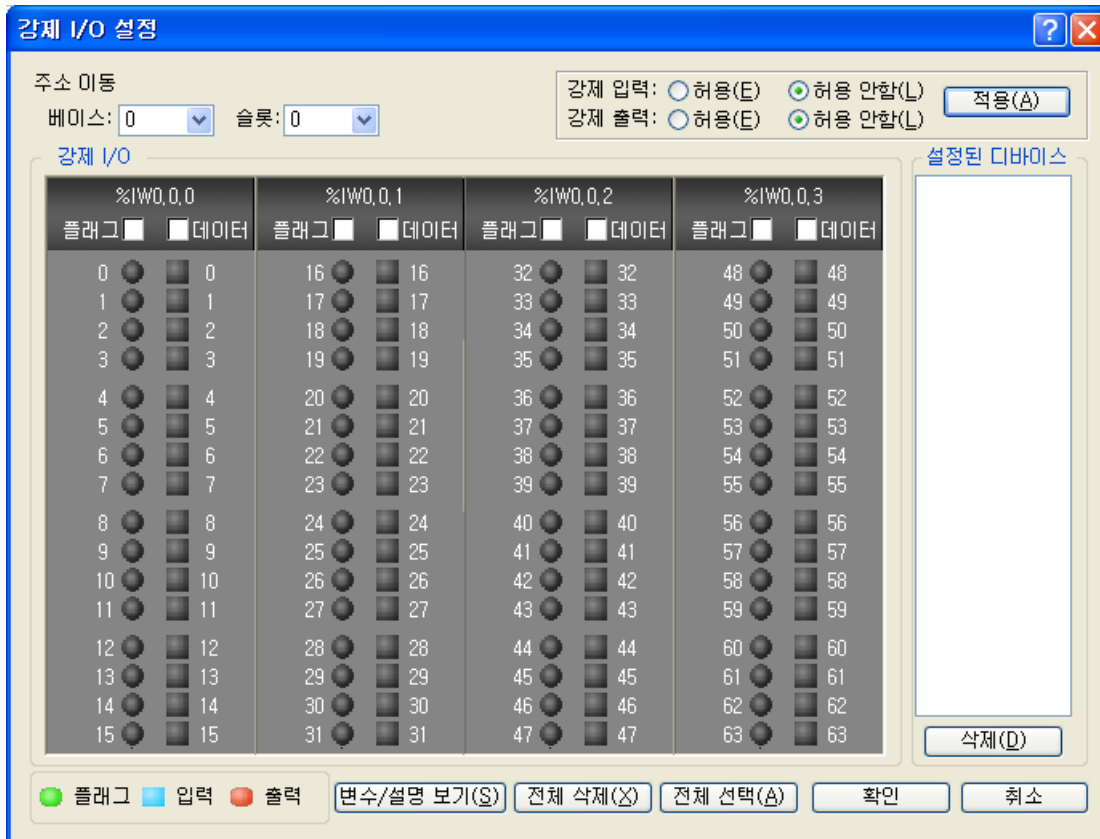 강제 I/O 설정
주소 이동
베이스: 0 슬롯: 0
강제 입력: 허용(E) 허용 안함(L)
강제 출력: 허용(E) 허용 안함(L)
적용(A)
강제 I/O
설정된 디바이스
%IW0,0,0 %IW0,0,1 %IW0,0,2 %IW0,0,3
플래그 데이터 플래그 데이터 플래그 데이터 플래그 데이터
0 0 16 16 32 32 48 48
1 1 17 17 33 33 49 49
2 2 18 18 34 34 50 50
3 3 19 19 35 35 51 51
4 4 20 20 36 36 52 52
5 5 21 21 37 37 53 53
6 6 22 22 38 38 54 54
7 7 23 23 39 39 55 55
8 8 24 24 40 40 56 56
9 9 25 25 41 41 57 57
10 10 26 26 42 42 58 58
11 11 27 27 43 43 59 59
12 12 28 28 44 44 60 60
13 13 29 29 45 45 61 61
14 14 30 30 46 46 62 62
15 15 31 31 47 47 63 63
삭제(D)
플래그 입력 출력 변수/설명 보기(S) 전체 삭제(X) 전체 선택(A) 확인 취소